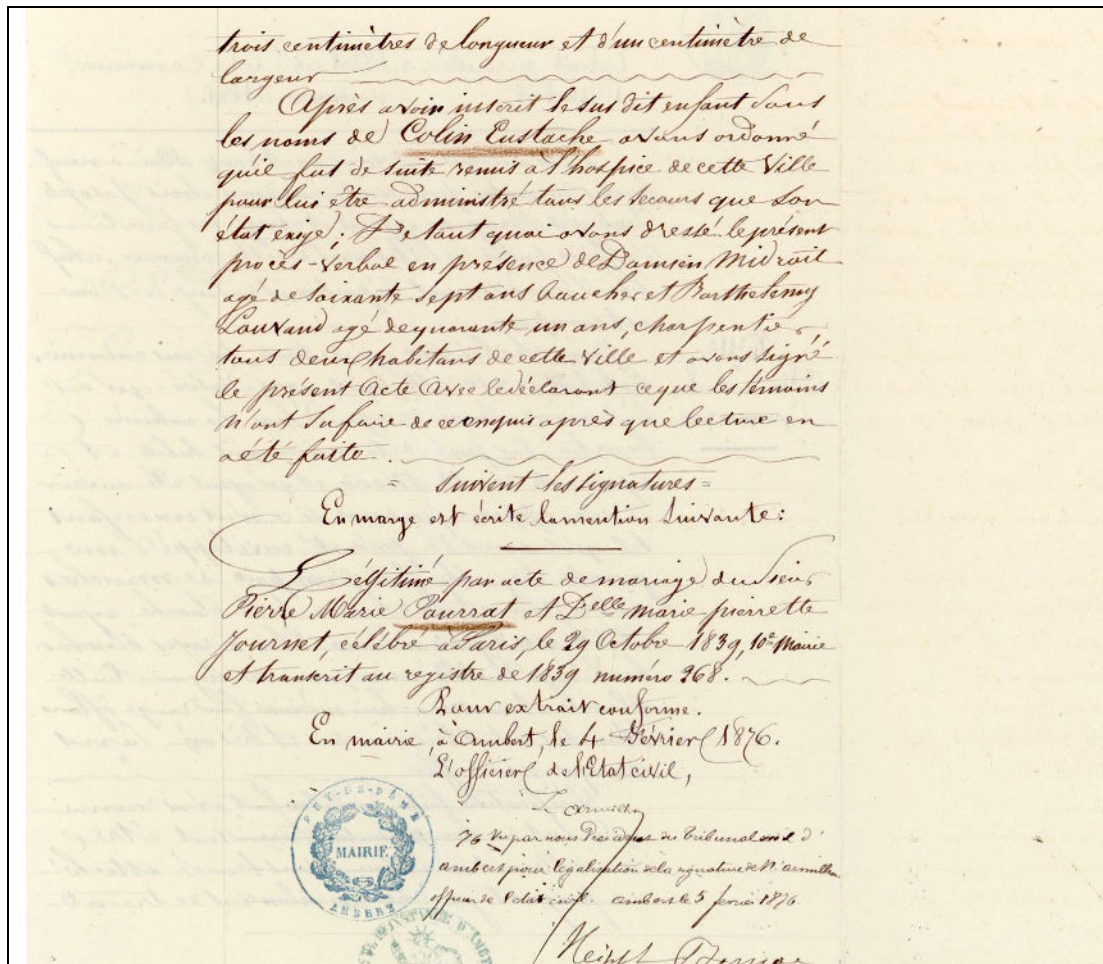 trois centimètres de longueur et d'un centimètre de
largeur
Après avoir inscrit le sus dit enfant sous
les noms de Colin Eustache avons ordonné
qu'il fut de suite remis à l'hospice de cette Ville
pour lui être administré tous les secours que son
état exige; De tout quoi avons dressé le présent
procès-verbal en présence de Damien Midroit
agé de soixante sept ans boucher et Barthelemy
Louvaud agé de quarante un ans, charpentier
tous deux habitans de cette ville et avons signé
le présent Acte avec le déclarant ce que les témoins
n'ont su faire de ce enquis après que lecture en
a été faite.
= Suivent les signatures =
En marge est écrite la mention suivante:
Légitimé par acte de mariage du Sieur
Pierre Marie Pourrat et Delle marie pierrette
Journet, célébré à Paris, le 29 Octobre 1839, 10e Mairie
et transcrit au registre de 1839 numéro 268.
Pour extrait conforme.
En mairie, à Ambert, le 4 Février 1876.
L'officier de l'Etat civil,
PUY-DE-DÔME
MAIRIE
AMBERT
Vu par nous Président du Tribunal civil d'
ambert pour légalisation de la signature de Mr
officier de l'état civil. ambert le 5 fevrier 1876